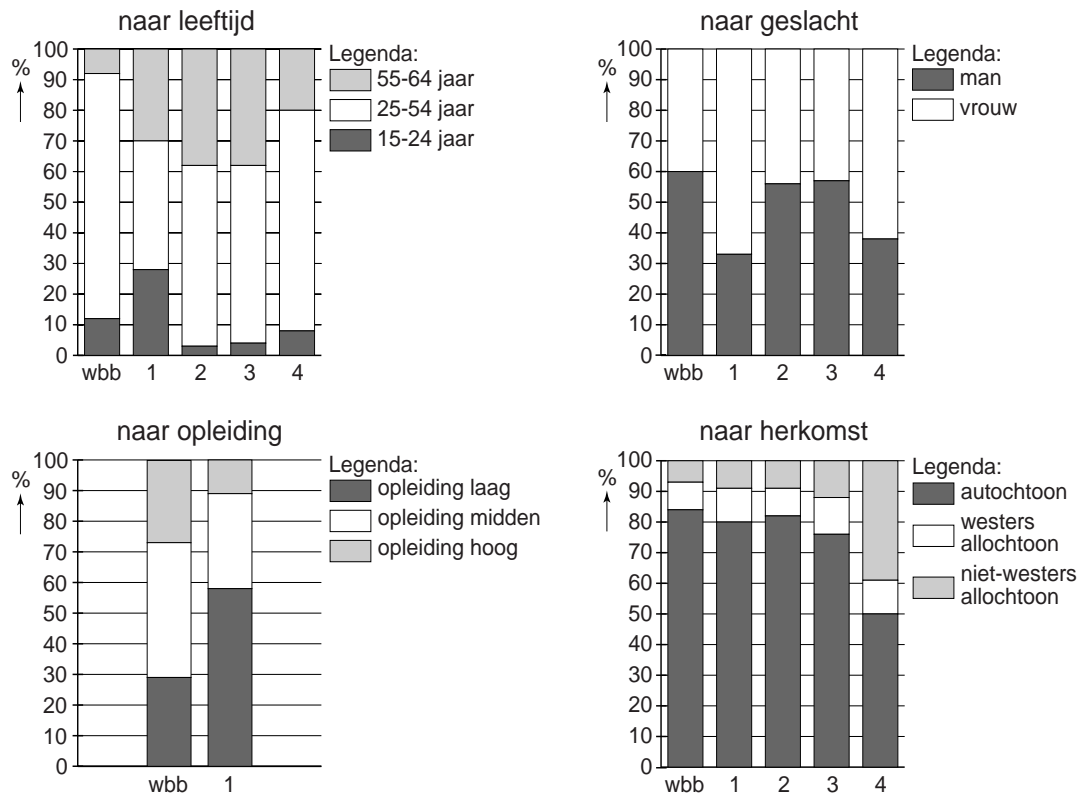 naar leeftijd
%
100
90
80
70
60
50
40
30
20
10
0
wbb 1 2 3 4
Legenda:
55-64 jaar
25-54 jaar
15-24 jaar
naar geslacht
%
100
90
80
70
60
50
40
30
20
10
0
wbb 1 2 3 4
Legenda:
man
vrouw
naar opleiding
%
100
90
80
70
60
50
40
30
20
10
0
wbb 1
Legenda:
opleiding laag
opleiding midden
opleiding hoog
naar herkomst
%
100
90
80
70
60
50
40
30
20
10
0
wbb 1 2 3 4
Legenda:
autochtoon
westers
allochtoon
niet-westers
allochtoon